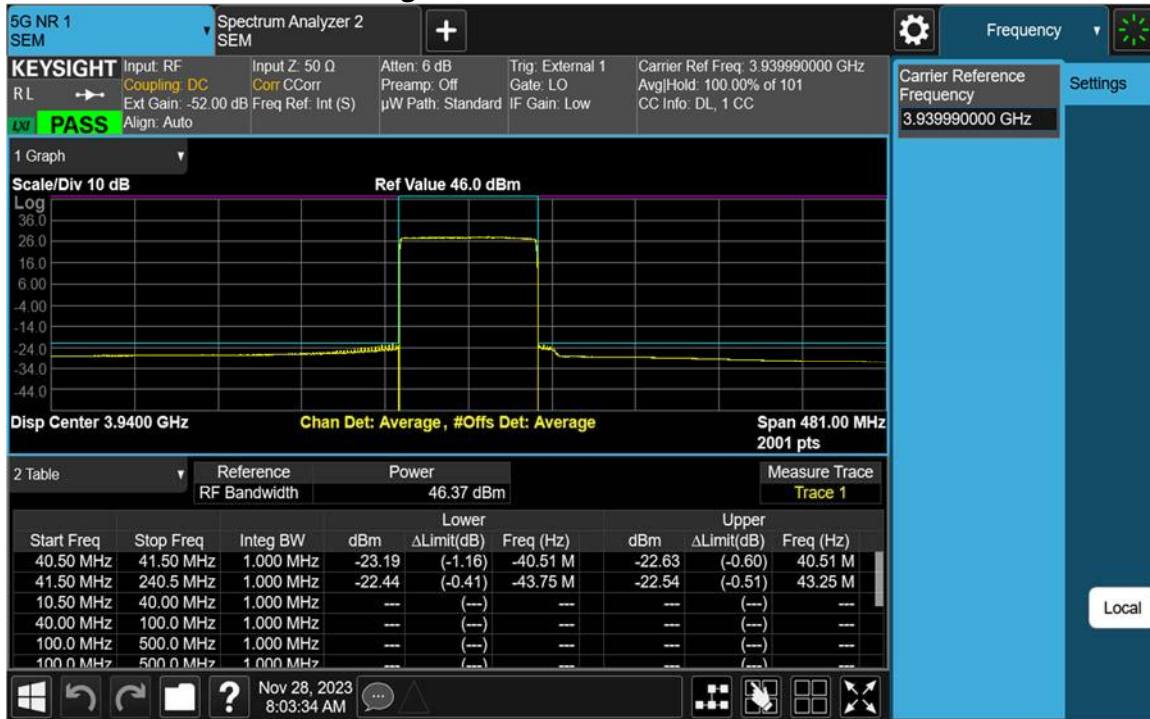 5G NR 1
SEM
Spectrum Analyzer 2
SEM
+
Frequency
KEYSIGHT
RL
LXI PASS
Input: RF
Coupling: DC
Ext Gain: -52.00 dB
Align: Auto
Input Z: 50 Ω
Corr CCorr
Freq Ref: Int (S)
Atten: 6 dB
Preamp: Off
µW Path: Standard
Trig: External 1
Gate: LO
IF Gain: Low
Carrier Ref Freq: 3.939990000 GHz
Avg|Hold: 100.00% of 101
CC Info: DL, 1 CC
Carrier Reference
Frequency
3.939990000 GHz
Settings
1 Graph
Scale/Div 10 dB Ref Value 46.0 dBm
Log
36.0
26.0
16.0
6.00
-4.00
-14.0
-24.0
-34.0
-44.0
Disp Center 3.9400 GHz Chan Det: Average, #Offs Det: Average Span 481.00 MHz
2001 pts
2 Table Reference Power Measure Trace
RF Bandwidth 46.37 dBm Trace 1
Lower Upper
Start Freq Stop Freq Integ BW dBm ΔLimit(dB) Freq (Hz) dBm ΔLimit(dB) Freq (Hz)
40.50 MHz 41.50 MHz 1.000 MHz -23.19 (-1.16) -40.51 M -22.63 (-0.60) 40.51 M
41.50 MHz 240.5 MHz 1.000 MHz -22.44 (-0.41) -43.75 M -22.54 (-0.51) 43.25 M
10.50 MHz 40.00 MHz 1.000 MHz --- (---) --- --- (---) ---
40.00 MHz 100.0 MHz 1.000 MHz --- (---) --- --- (---) ---
100.0 MHz 500.0 MHz 1.000 MHz --- (---) --- --- (---) ---
100.0 MHz 500.0 MHz 1.000 MHz --- (---) --- --- (---) ---
Local
? Nov 28, 2023
8:03:34 AM